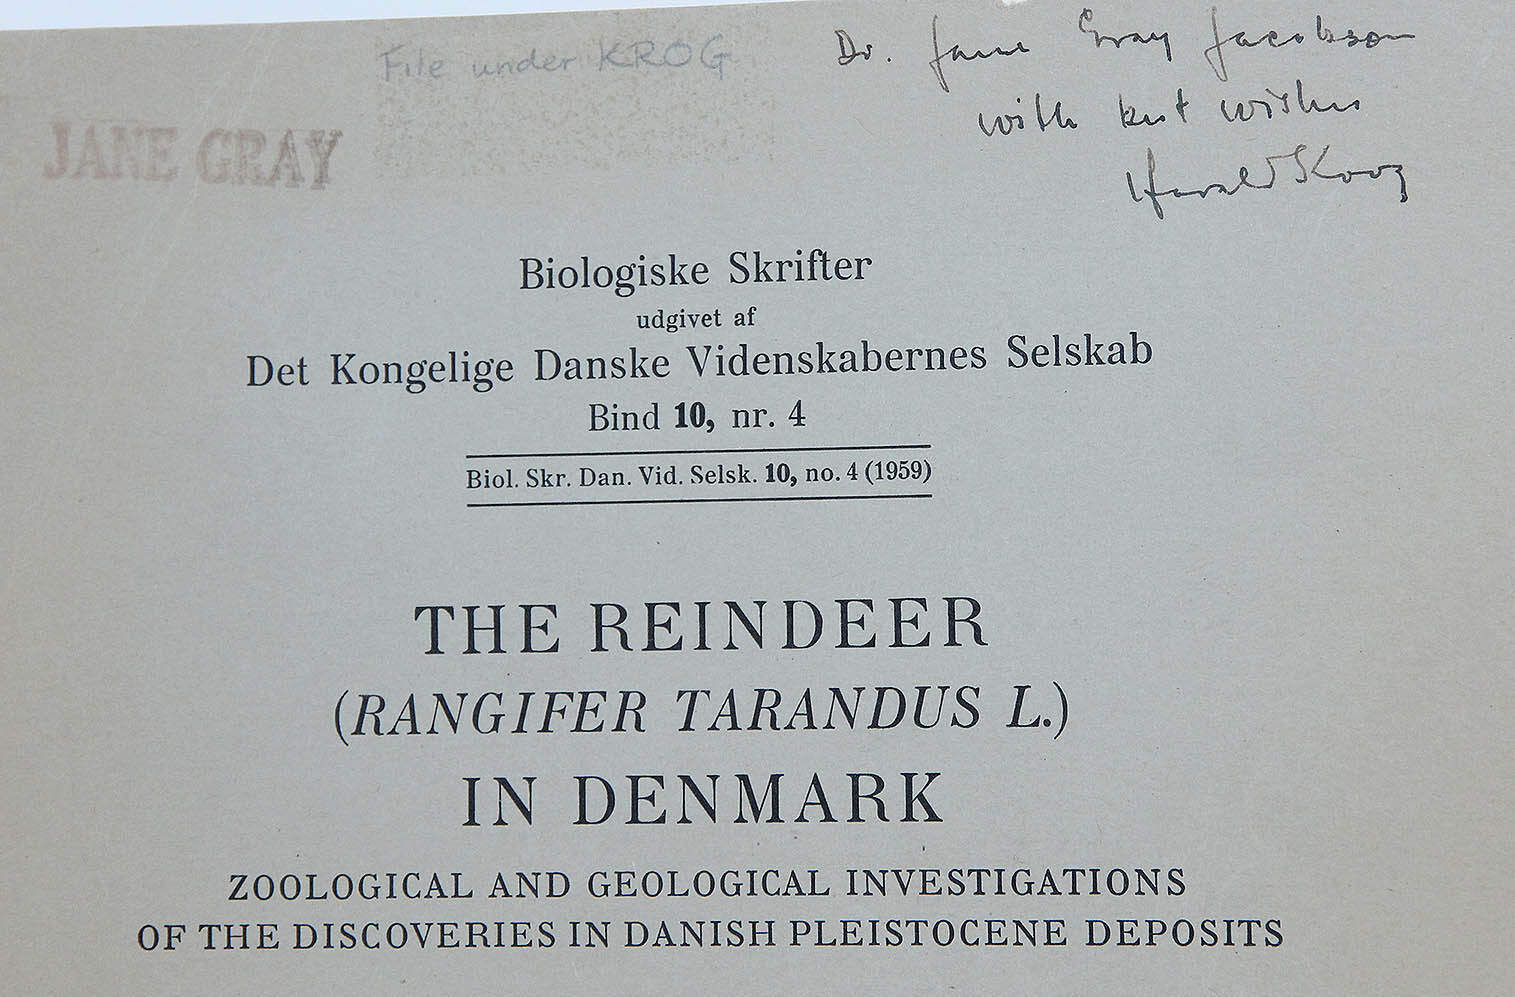 File under KROG
Dr. Jane Gray Jacobson
with best wishes
Harald Krog
JANE GRAY
Biologiske Skrifter
udgivet af
Det Kongelige Danske Videnskabernes Selskab
Bind 10, nr. 4
Biol. Skr. Dan. Vid. Selsk. 10, no. 4 (1959)
THE REINDEER
(RANGIFER TARANDUS L.)
IN DENMARK
ZOOLOGICAL AND GEOLOGICAL INVESTIGATIONS
OF THE DISCOVERIES IN DANISH PLEISTOCENE DEPOSITS